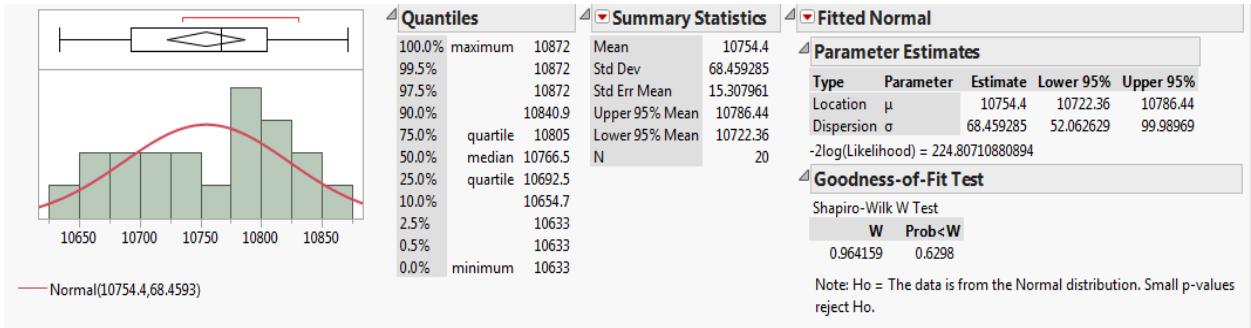 10650 10700 10750 10800 10850
Normal(10754.4,68.4593)
Quantiles
100.0% maximum 10872
99.5% 10872
97.5% 10872
90.0% 10840.9
75.0% quartile 10805
50.0% median 10766.5
25.0% quartile 10692.5
10.0% 10654.7
2.5% 10633
0.5% 10633
0.0% minimum 10633
Summary Statistics
Mean 10754.4
Std Dev 68.459285
Std Err Mean 15.307961
Upper 95% Mean 10786.44
Lower 95% Mean 10722.36
N 20
Fitted Normal
Parameter Estimates
Type Parameter Estimate Lower 95% Upper 95%
Location μ 10754.4 10722.36 10786.44
Dispersion σ 68.459285 52.062629 99.98969
-2log(Likelihood) = 224.80710880894
Goodness-of-Fit Test
Shapiro-Wilk W Test
W Prob<W
0.964159 0.6298
Note: Ho = The data is from the Normal distribution. Small p-values
reject Ho.